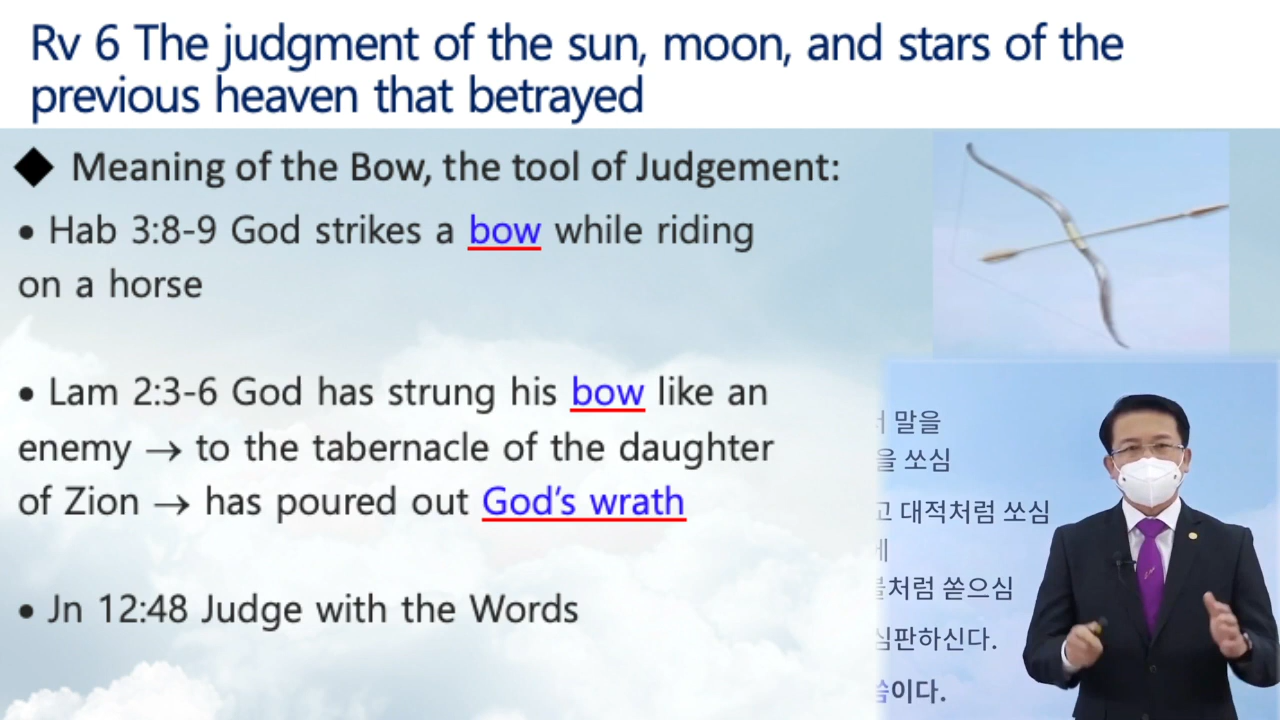 Rv 6 The judgment of the sun, moon, and stars of the
previous heaven that betrayed
◆ Meaning of the Bow, the tool of Judgement:
• Hab 3:8-9 God strikes a bow while riding
on a horse
• Lam 2:3-6 God has strung his bow like an
enemy → to the tabernacle of the daughter
of Zion → has poured out God's wrath
• Jn 12:48 Judge with the Words
말을
을 쏘심
고 대적처럼 쏘심
에
불처럼 쏟으심
심판하신다.
씀이다.